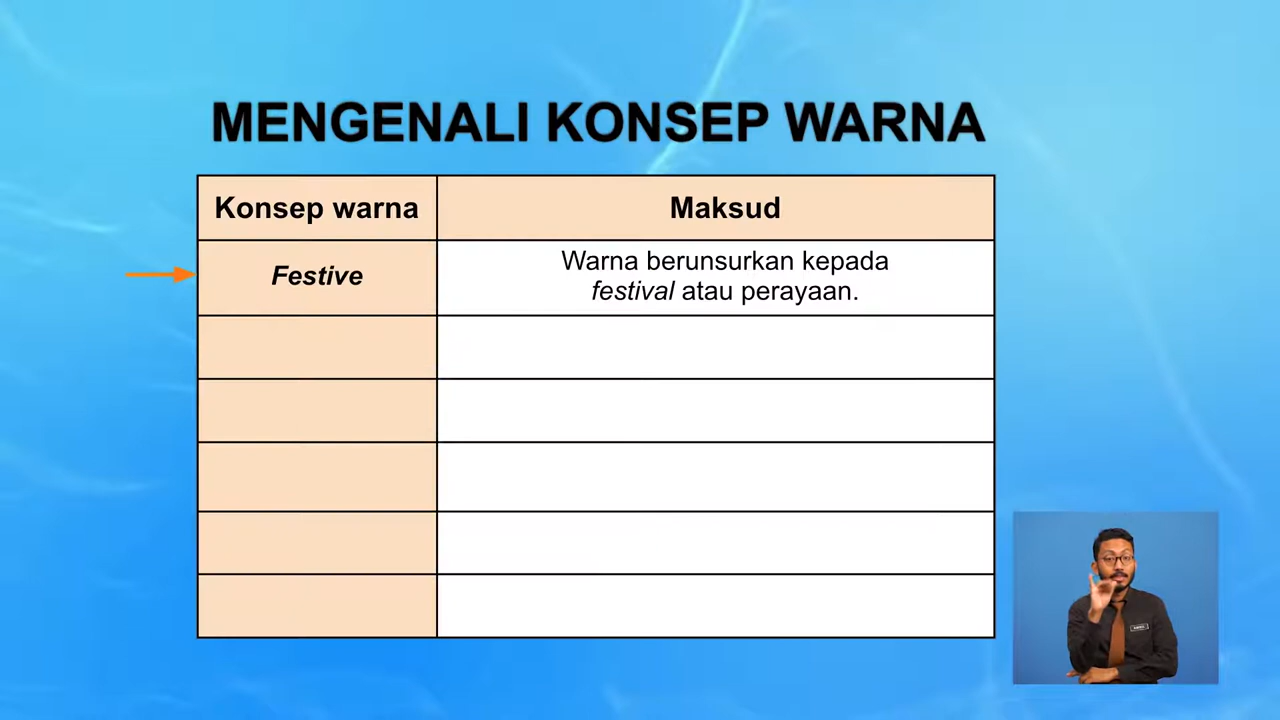 MENGENALI KONSEP WARNA
Konsep warna
Maksud
Festive
Warna berunsurkan kepada
festival atau perayaan.